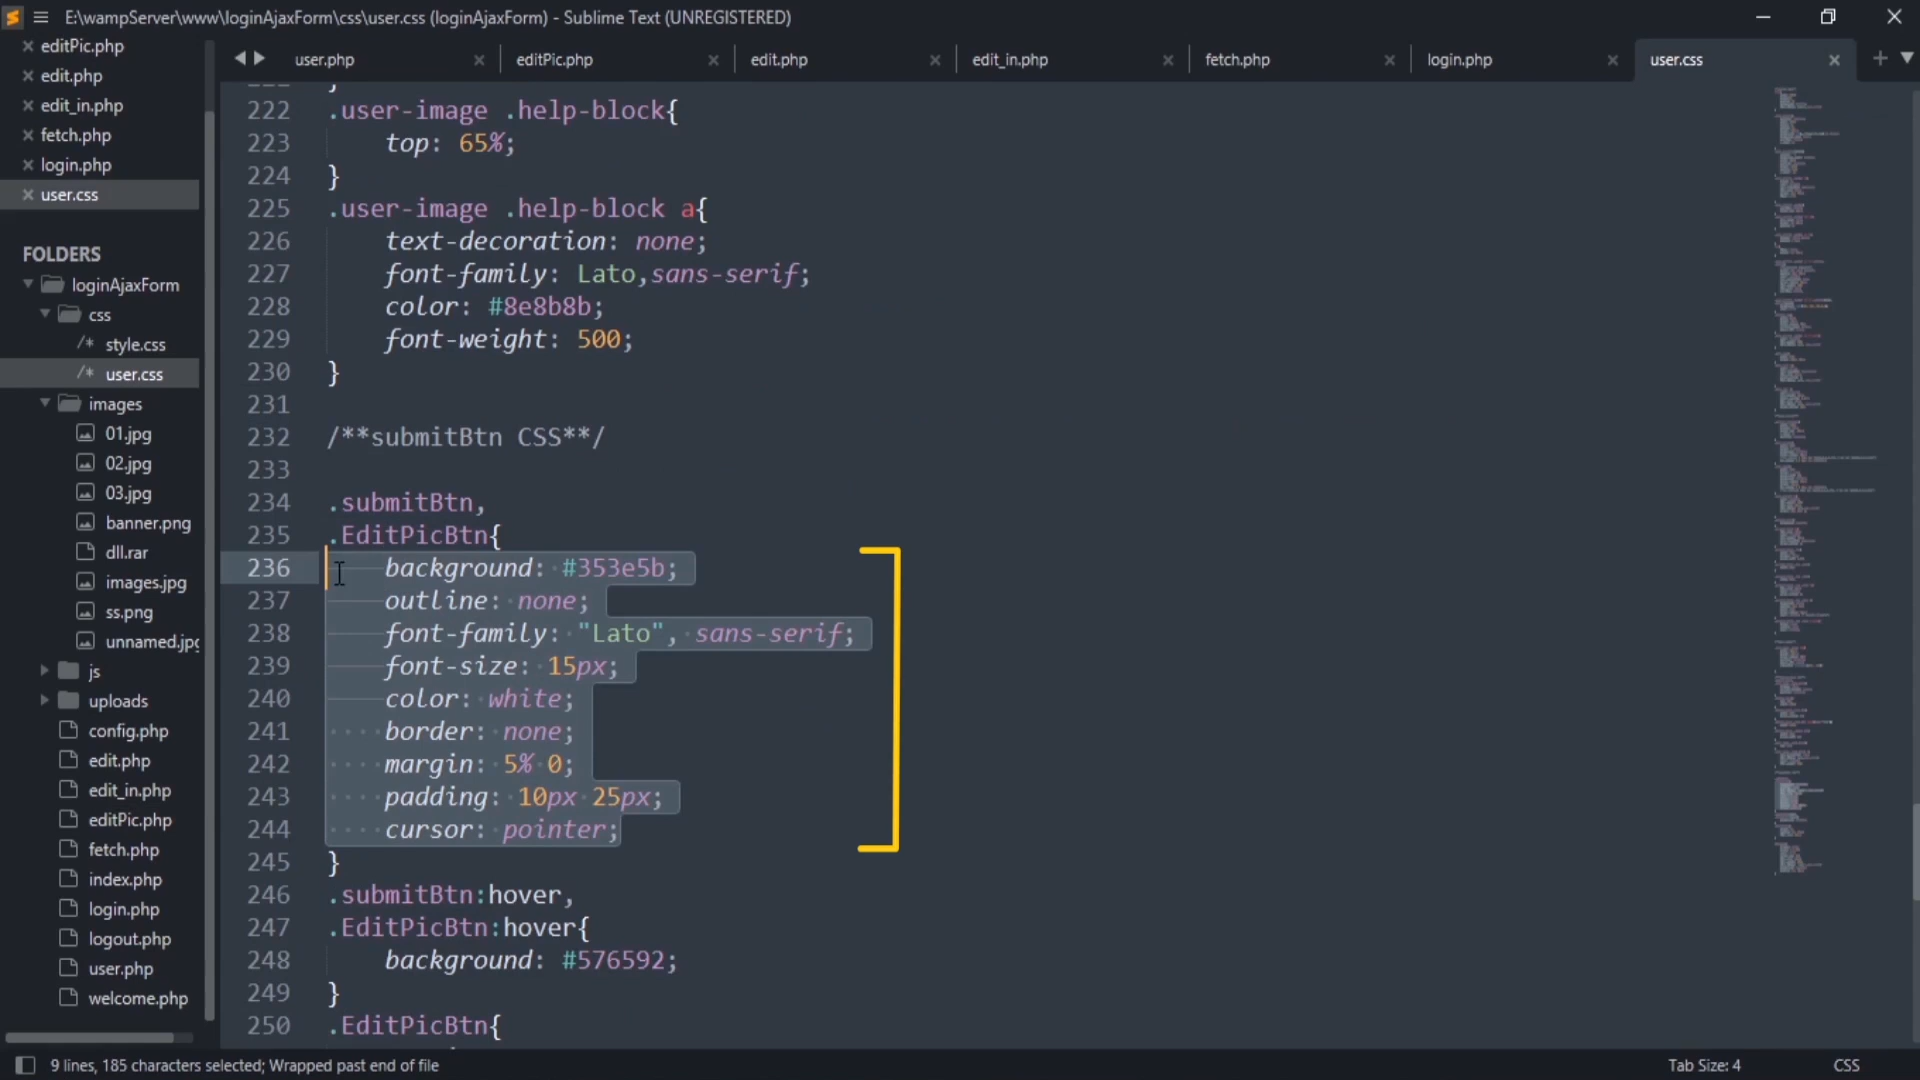 E:\wampServer\www\loginAjaxForm\css\user.css (loginAjaxForm) - Sublime Text (UNREGISTERED)
editPic.php
edit.php
edit_in.php
fetch.php
login.php
user.css
FOLDERS
loginAjaxForm
css
/* style.css
/* user.css
images
01.jpg
02.jpg
03.jpg
banner.png
dll.rar
images.jpg
ss.png
unnamed.jpg
js
uploads
config.php
edit.php
edit_in.php
editPic.php
fetch.php
index.php
login.php
logout.php
user.php
welcome.php
user.php
editPic.php
edit.php
edit_in.php
fetch.php
login.php
user.css
222 .user-image .help-block{
223 top: 65%;
224 }
225 .user-image .help-block a{
226 text-decoration: none;
227 font-family: Lato,sans-serif;
228 color: #8e8b8b;
229 font-weight: 500;
230 }
231
232 /**submitBtn CSS**/
233
234 .submitBtn,
235 .EditPicBtn{
236 background: #353e5b;
237 outline: none;
238 font-family: "Lato", sans-serif;
239 font-size: 15px;
240 color: white;
241 border: none;
242 margin: 5% 0;
243 padding: 10px 25px;
244 cursor: pointer;
245 }
246 .submitBtn:hover,
247 .EditPicBtn:hover{
248 background: #576592;
249 }
250 .EditPicBtn{
9 lines, 185 characters selected; Wrapped past end of file
Tab Size: 4
CSS